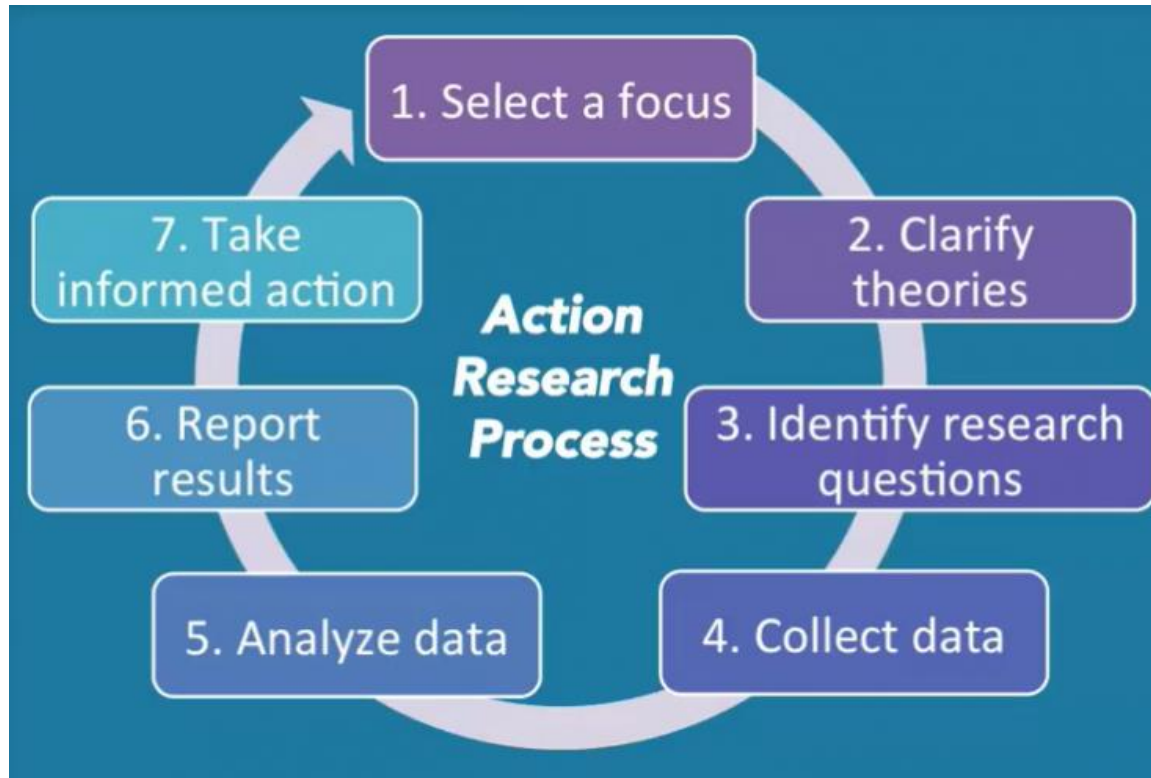 1. Select a focus
2. Clarify
theories
3. Identify research
questions
4. Collect data
5. Analyze data
6. Report
results
7. Take
informed action
Action
Research
Process